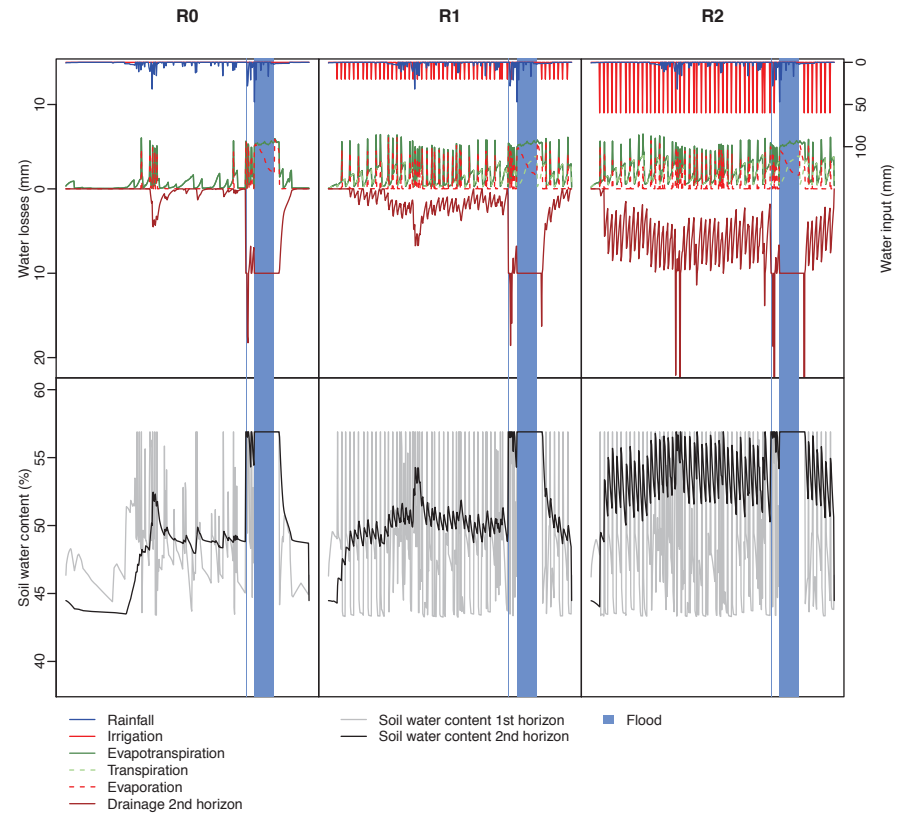 R0 R1 R2
Water losses (mm)
10
0
10
20
0
50
100
Water input (mm)
Soil water content (%)
60
55
50
45
40
Rainfall
Irrigation
Evapotranspiration
Transpiration
Evaporation
Drainage 2nd horizon
Soil water content 1st horizon
Soil water content 2nd horizon
Flood